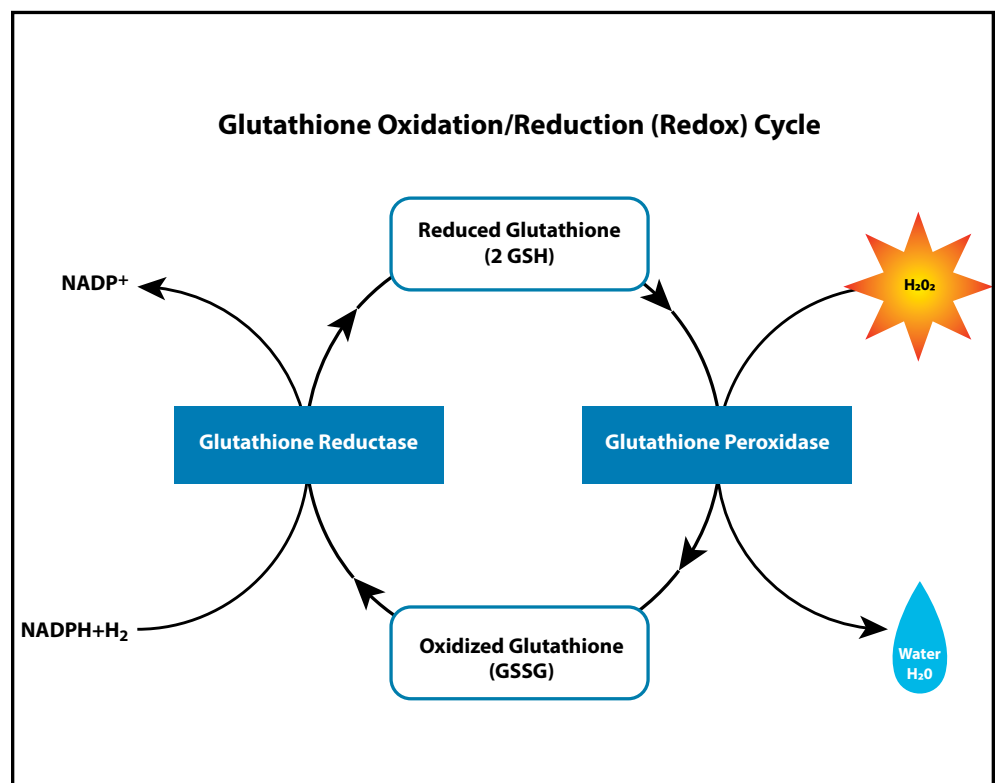 Glutathione Oxidation/Reduction (Redox) Cycle
Reduced Glutathione
(2 GSH)
NADP⁺
H₂0₂
Glutathione Reductase
Glutathione Peroxidase
NADPH+H₂
Oxidized Glutathione
(GSSG)
Water
H₂0